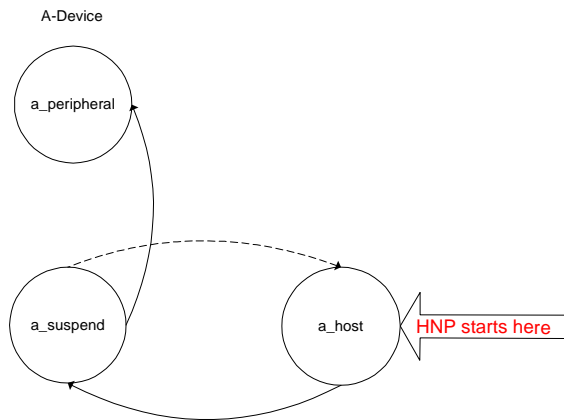 A-Device
a_peripheral
a_suspend
a_host
HNP starts here